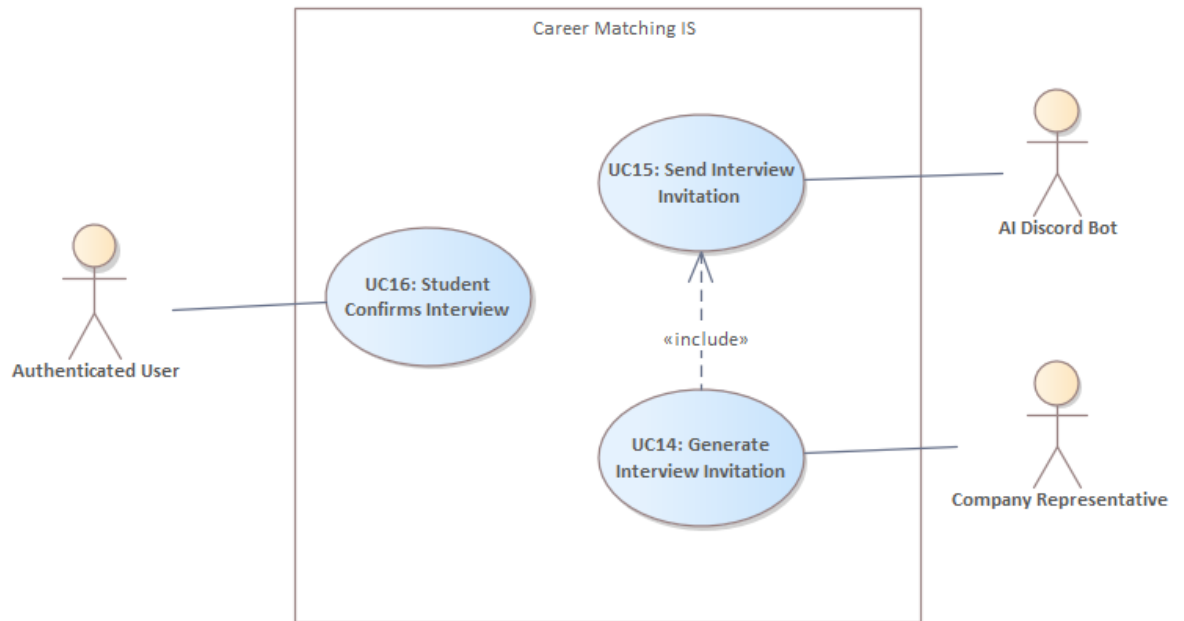 Career Matching IS
UC15: Send Interview
Invitation
AI Discord Bot
UC16: Student
Confirms Interview
Authenticated User
«include»
UC14: Generate
Interview Invitation
Company Representative